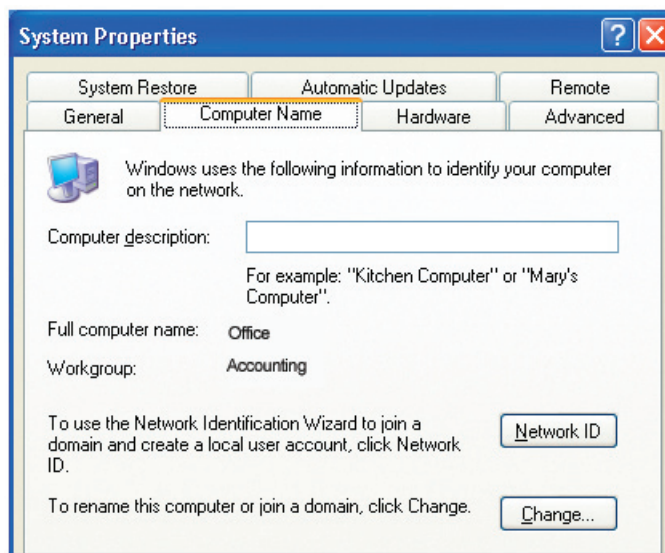 System Properties
System Restore
Automatic Updates
Remote
General
Computer Name
Hardware
Advanced
Windows uses the following information to identify your computer
on the network.
Computer description:
For example: "Kitchen Computer" or "Mary's
Computer".
Full computer name:
Office
Workgroup:
Accounting
To use the Network Identification Wizard to join a
domain and create a local user account, click Network
ID.
Network ID
To rename this computer or join a domain, click Change.
Change...